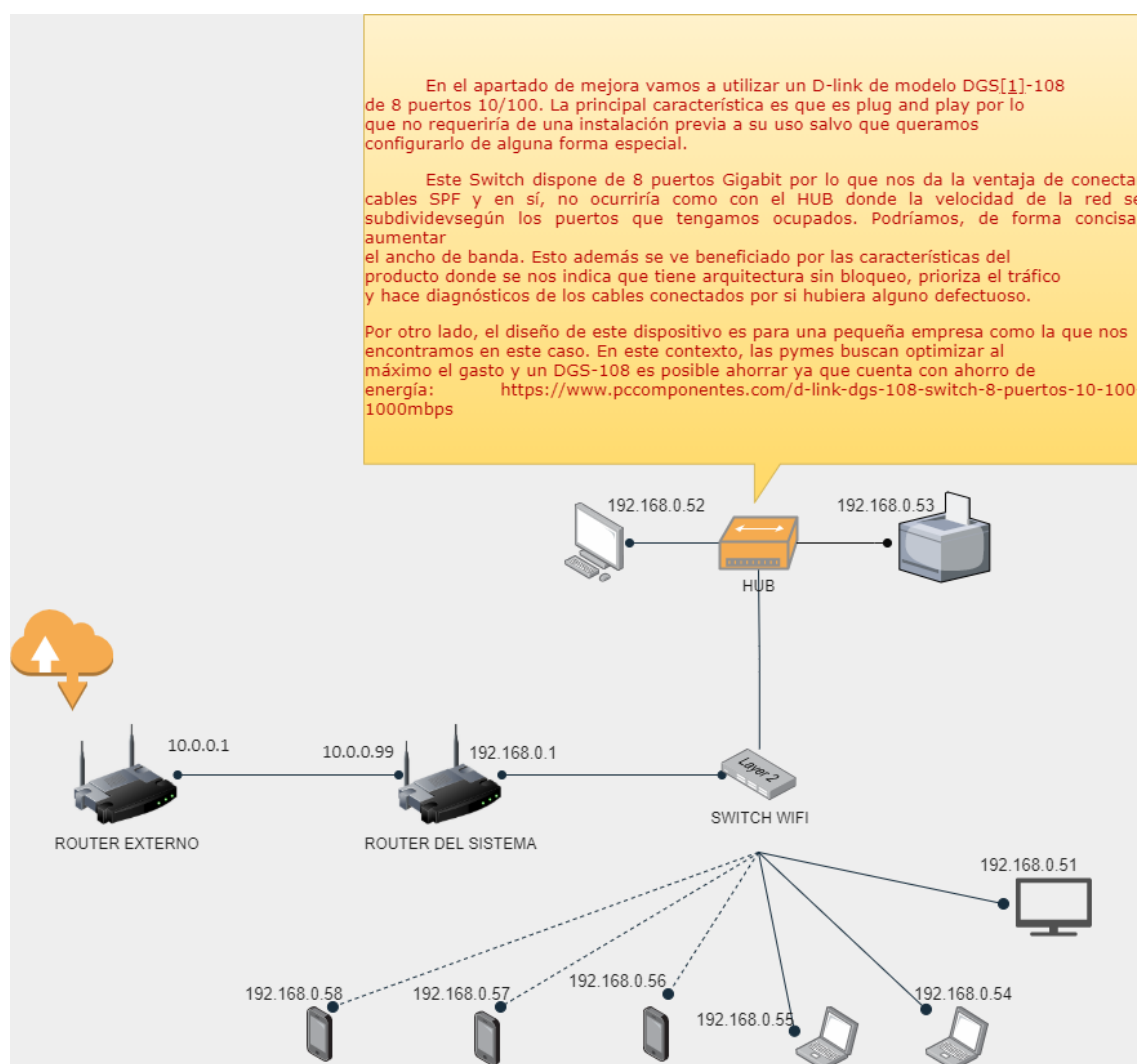 En el apartado de mejora vamos a utilizar un D-link de modelo DGS[1]-108
de 8 puertos 10/100. La principal característica es que es plug and play por lo
que no requeriría de una instalación previa a su uso salvo que queramos
configurarlo de alguna forma especial.
Este Switch dispone de 8 puertos Gigabit por lo que nos da la ventaja de conecta
cables SPF y en sí, no ocurriría como con el HUB donde la velocidad de la red se
subdividevsegún los puertos que tengamos ocupados. Podríamos, de forma concisa
aumentar
el ancho de banda. Esto además se ve beneficiado por las características del
producto donde se nos indica que tiene arquitectura sin bloqueo, prioriza el tráfico
y hace diagnósticos de los cables conectados por si hubiera alguno defectuoso.
Por otro lado, el diseño de este dispositivo es para una pequeña empresa como la que nos
encontramos en este caso. En este contexto, las pymes buscan optimizar al
máximo el gasto y un DGS-108 es posible ahorrar ya que cuenta con ahorro de
energía: https://www.pccomponentes.com/d-link-dgs-108-switch-8-puertos-10-100
1000mbps
192.168.0.52
192.168.0.53
HUB
10.0.0.1
10.0.0.99
192.168.0.1
Layer 2
ROUTER EXTERNO
ROUTER DEL SISTEMA
SWITCH WIFI
192.168.0.51
192.168.0.58
192.168.0.57
192.168.0.56
192.168.0.55
192.168.0.54